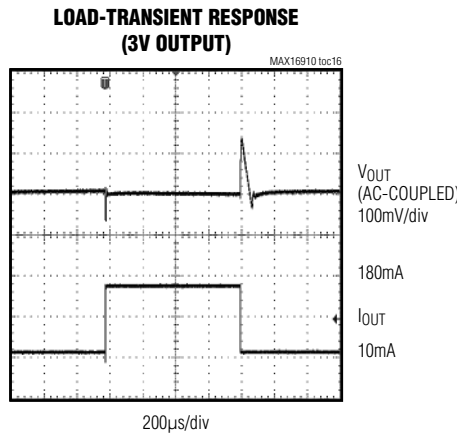 LOAD-TRANSIENT RESPONSE
(3V OUTPUT)
MAX16910 toc16
VOUT
(AC-COUPLED)
100mV/div
180mA
IOUT
10mA
200µs/div